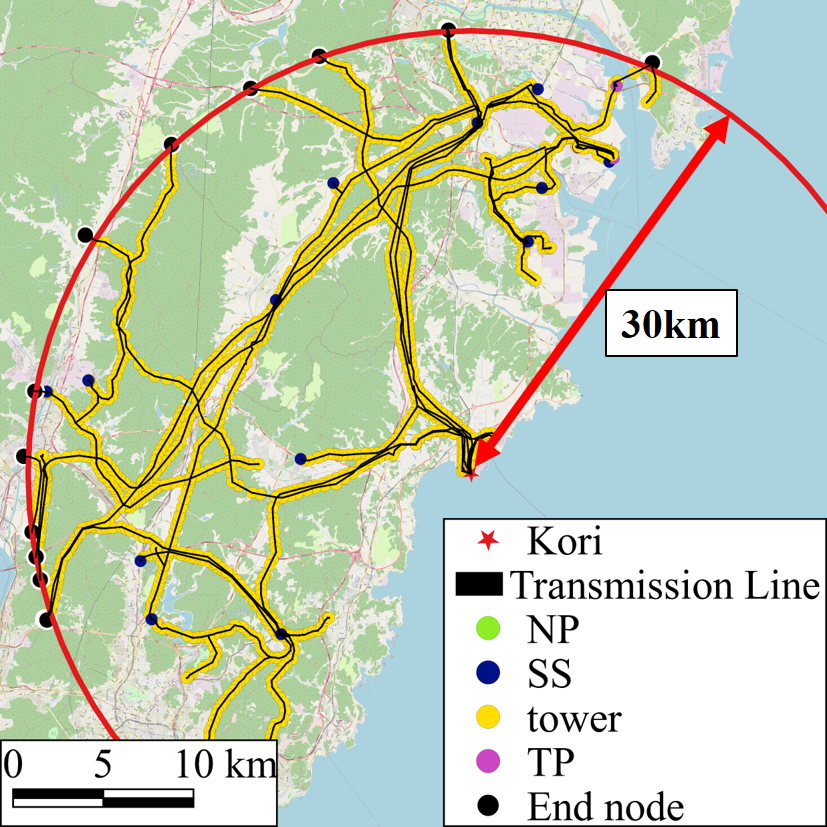 30km
Kori
Transmission Line
NP
SS
tower
TP
End node
0 5 10 km